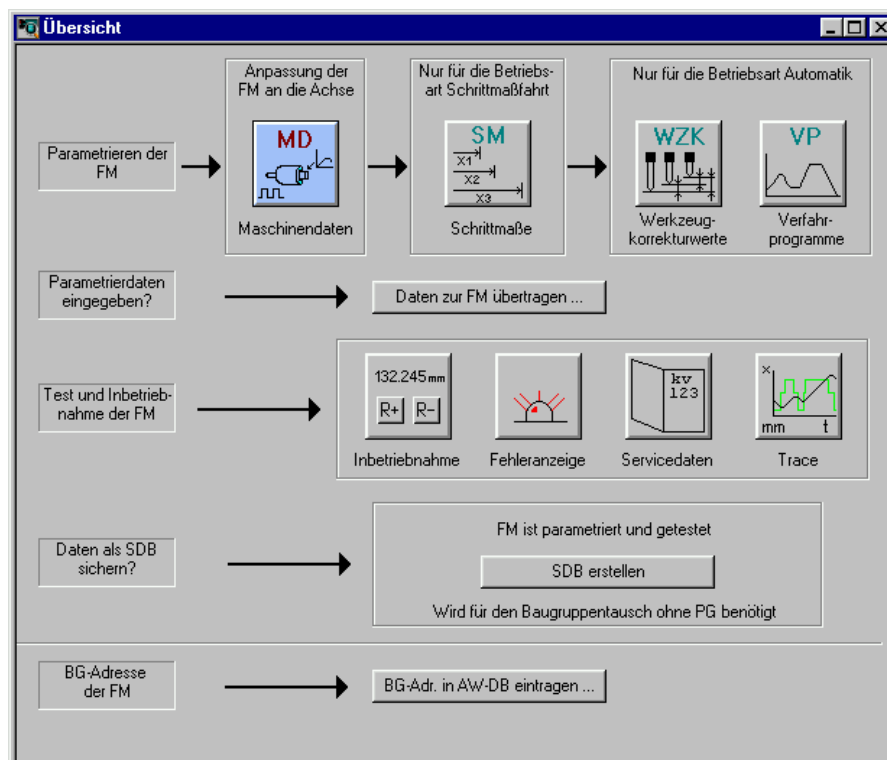 Übersicht
Parametrieren der
FM
Anpassung der
FM an die Achse
MD
Maschinendaten
Nur für die Betriebs-
art Schrittmaßfahrt
SM
X1
X2
X3
Schrittmaße
Nur für die Betriebsart Automatik
WZK
Werkzeug-
korrekturwerte
VP
Verfahr-
programme
Parametrierdaten
eingegeben?
Daten zur FM übertragen ...
Test und Inbetrieb-
nahme der FM
132.245 mm
R+ R-
Inbetriebnahme
Fehleranzeige
kv
123
Servicedaten
x
mm t
Trace
Daten als SDB
sichern?
FM ist parametriert und getestet
SDB erstellen
Wird für den Baugruppentausch ohne PG benötigt
BG-Adresse
der FM
BG-Adr. in AW-DB eintragen ...